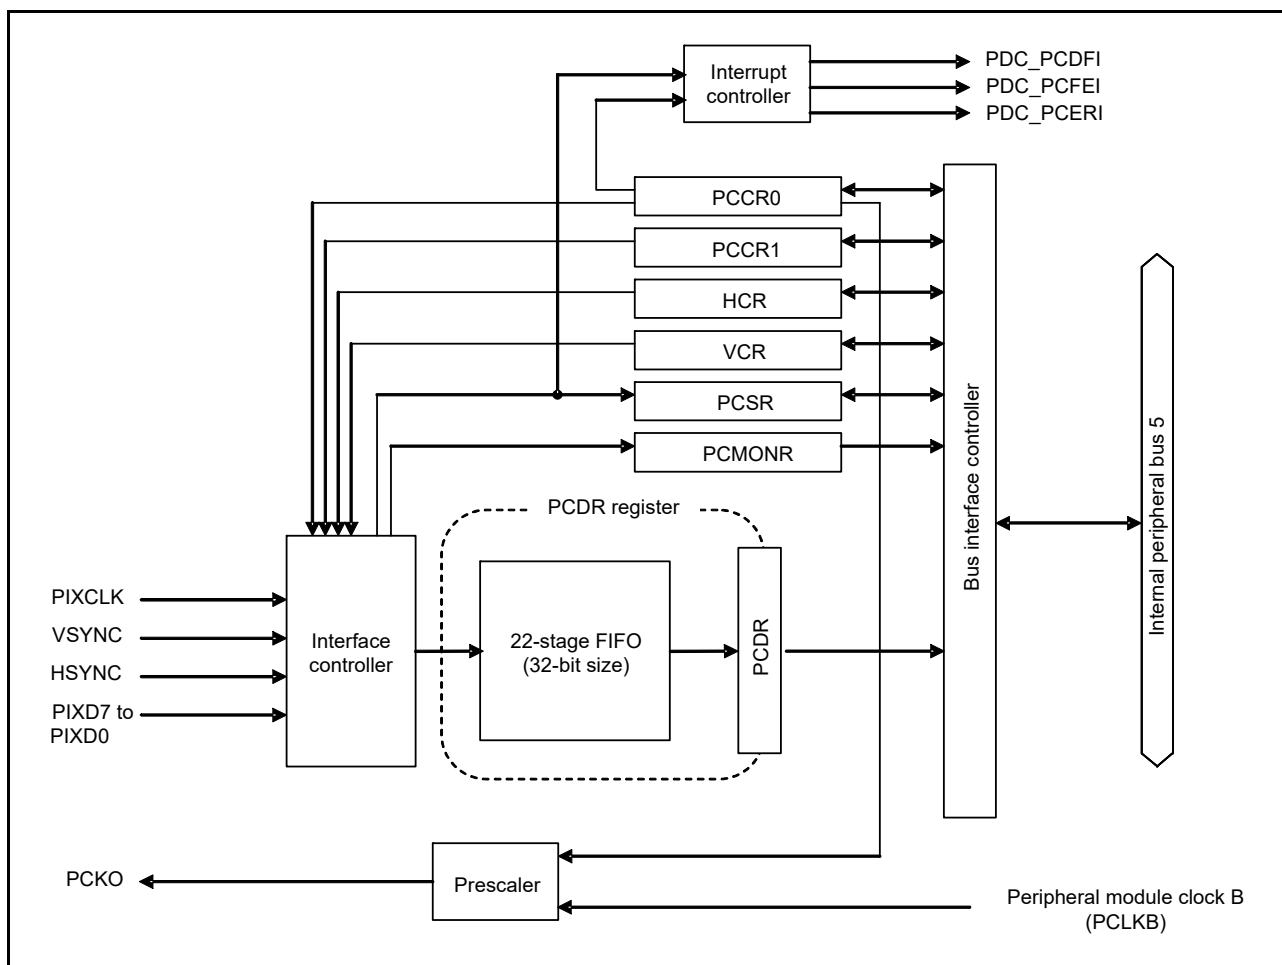 Interrupt
controller
PDC_PCDFI
PDC_PCFEI
PDC_PCERI
PCCR0
PCCR1
HCR
VCR
PCSR
PCMONR
Bus interface controller
Internal peripheral bus 5
PCDR register
PIXCLK
VSYNC
HSYNC
PIXD7 to
PIXD0
Interface
controller
22-stage FIFO
(32-bit size)
PCDR
PCKO
Prescaler
Peripheral module clock B
(PCLKB)